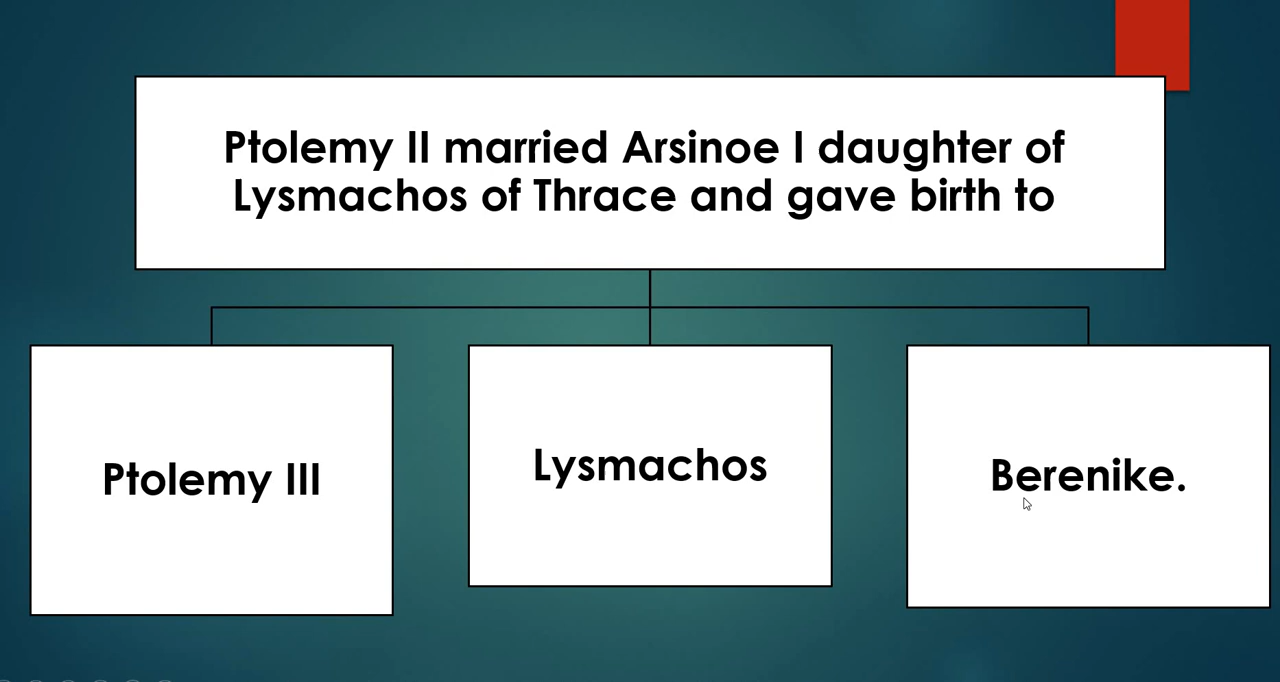 Ptolemy II married Arsinoe I daughter of
Lysmachos of Thrace and gave birth to
Ptolemy III
Lysmachos
Berenike.